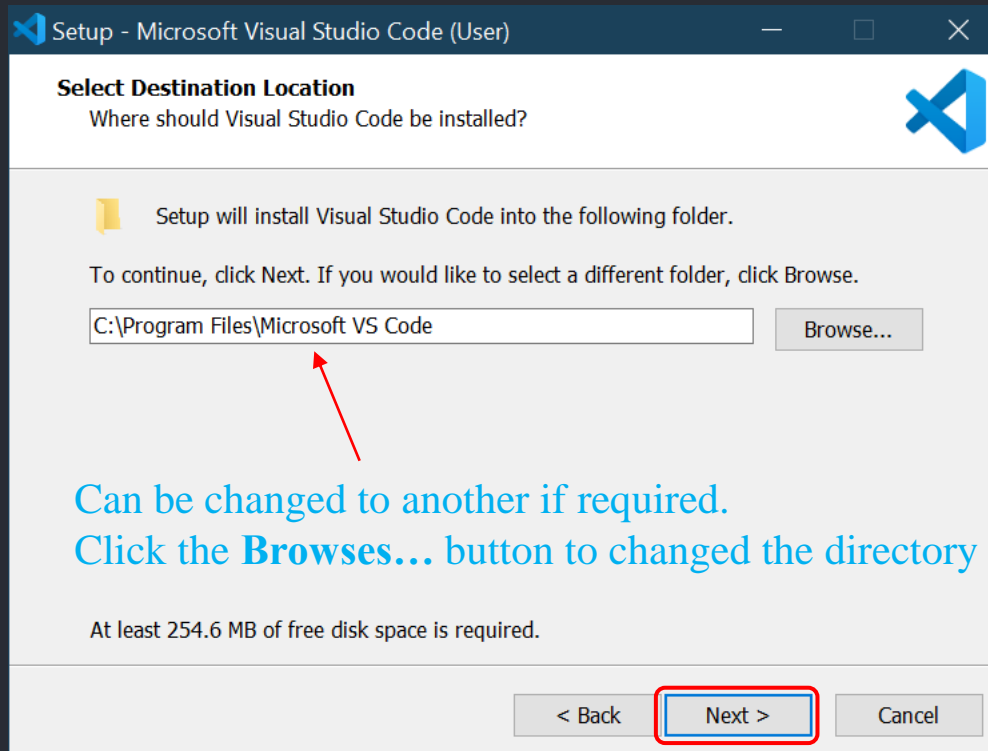 Setup - Microsoft Visual Studio Code (User)
Select Destination Location
Where should Visual Studio Code be installed?
Setup will install Visual Studio Code into the following folder.
To continue, click Next. If you would like to select a different folder, click Browse.
C:\Program Files\Microsoft VS Code
Browse...
Can be changed to another if required.
Click the Browses… button to changed the directory
At least 254.6 MB of free disk space is required.
< Back
Next >
Cancel